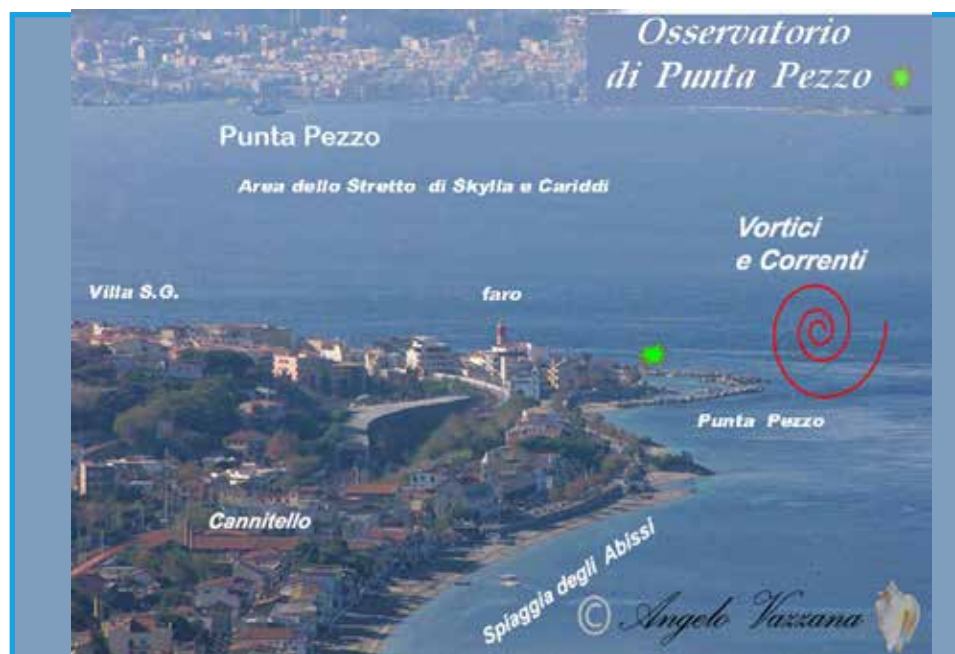 Osservatorio
di Punta Pezzo
Punta Pezzo
Area dello Stretto di Skylla e Cariddi
Vortici
e Correnti
Villa S.G.
faro
Punta Pezzo
Cannitello
Spiaggia degli Abissi
© Angelo Vazzana